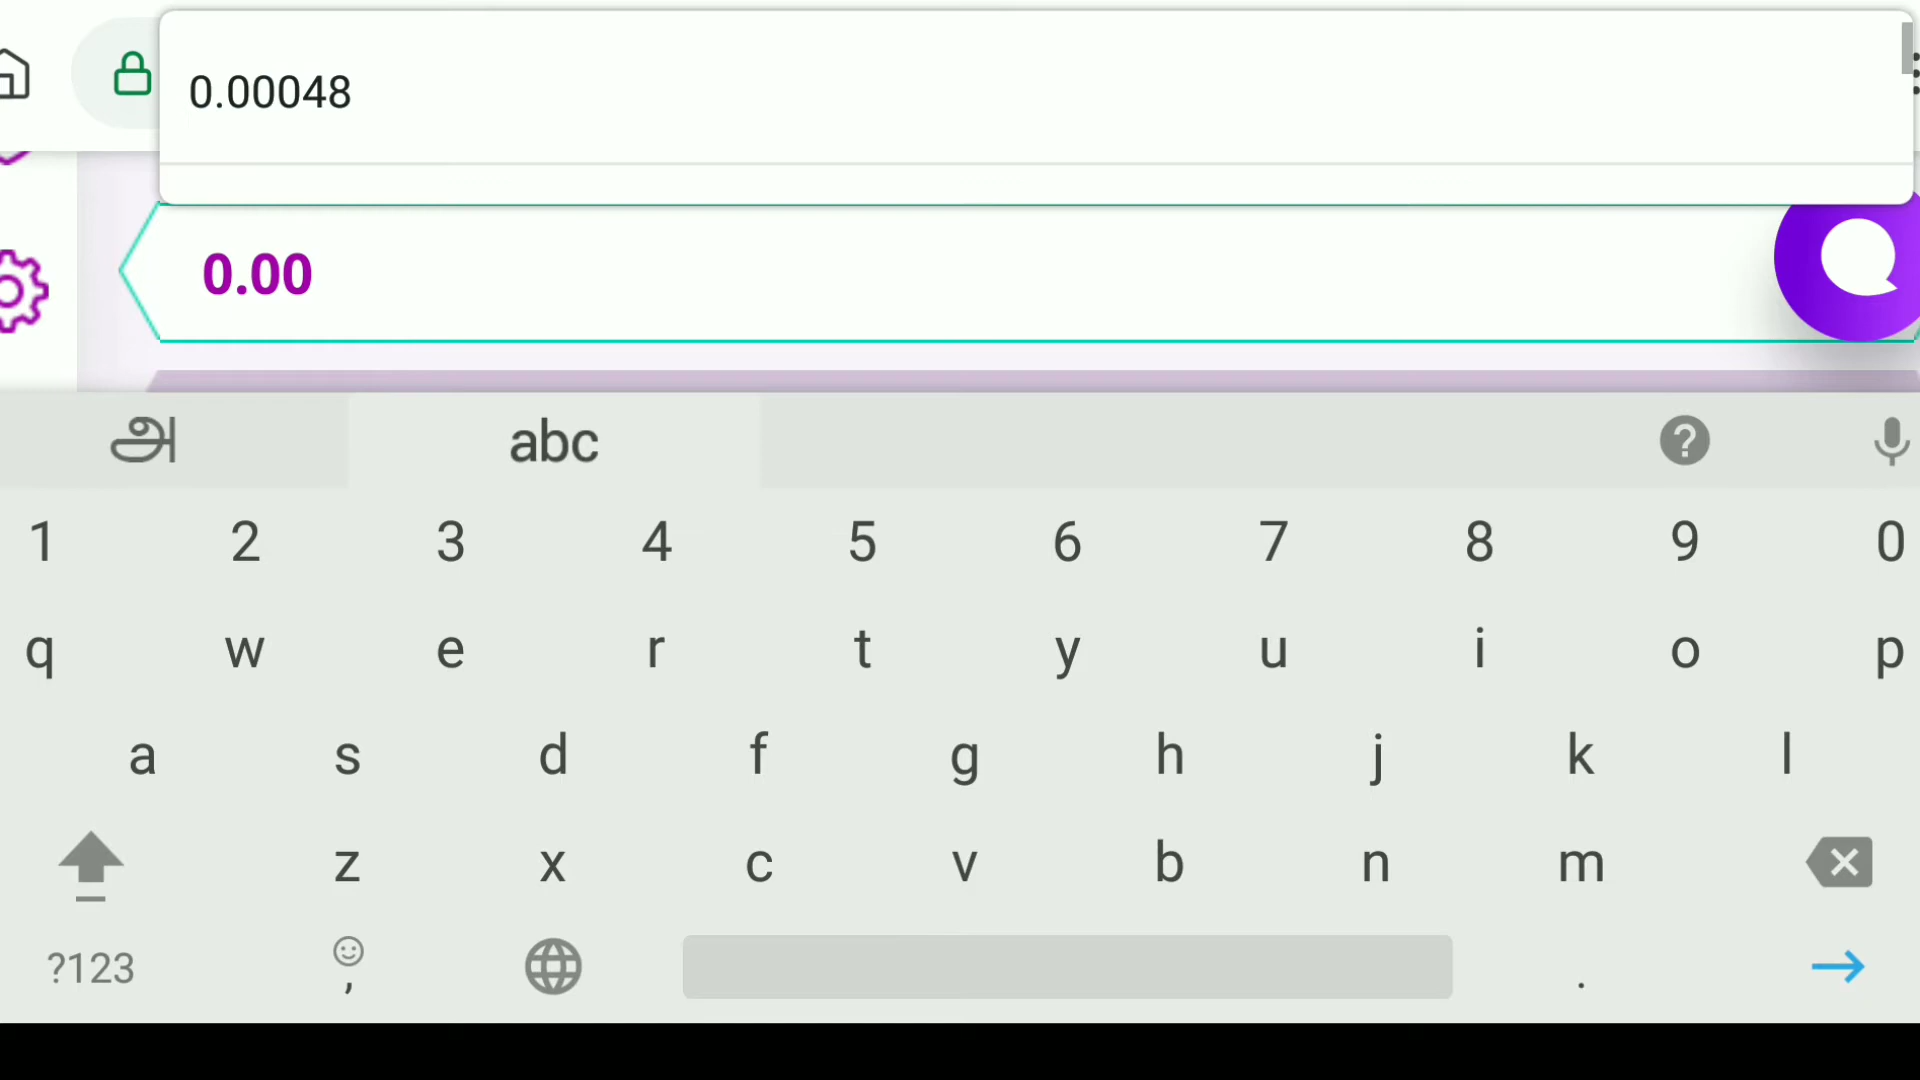 0.00048
0.00
அ abc
1 2 3 4 5 6 7 8 9 0
q w e r t y u i o p
a s d f g h j k l
z x c v b n m
?123 , .